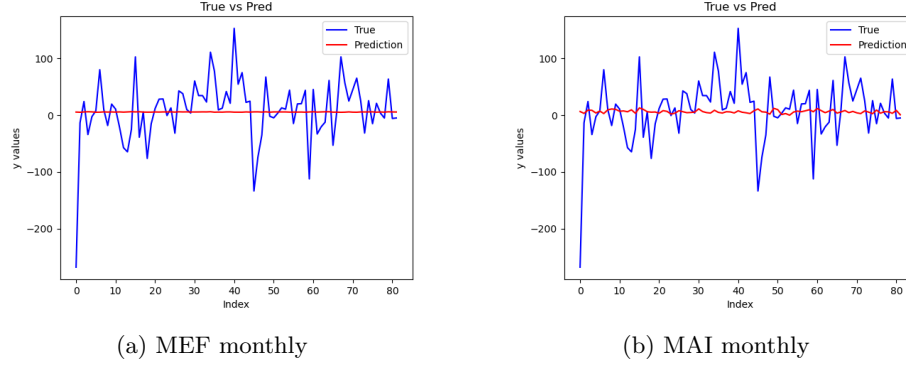 True vs Pred
True
Prediction
100
0
−100
−200
y values
0 10 20 30 40 50 60 70 80
Index
(a) MEF monthly
True vs Pred
True
Prediction
100
0
−100
−200
y values
0 10 20 30 40 50 60 70 80
Index
(b) MAI monthly